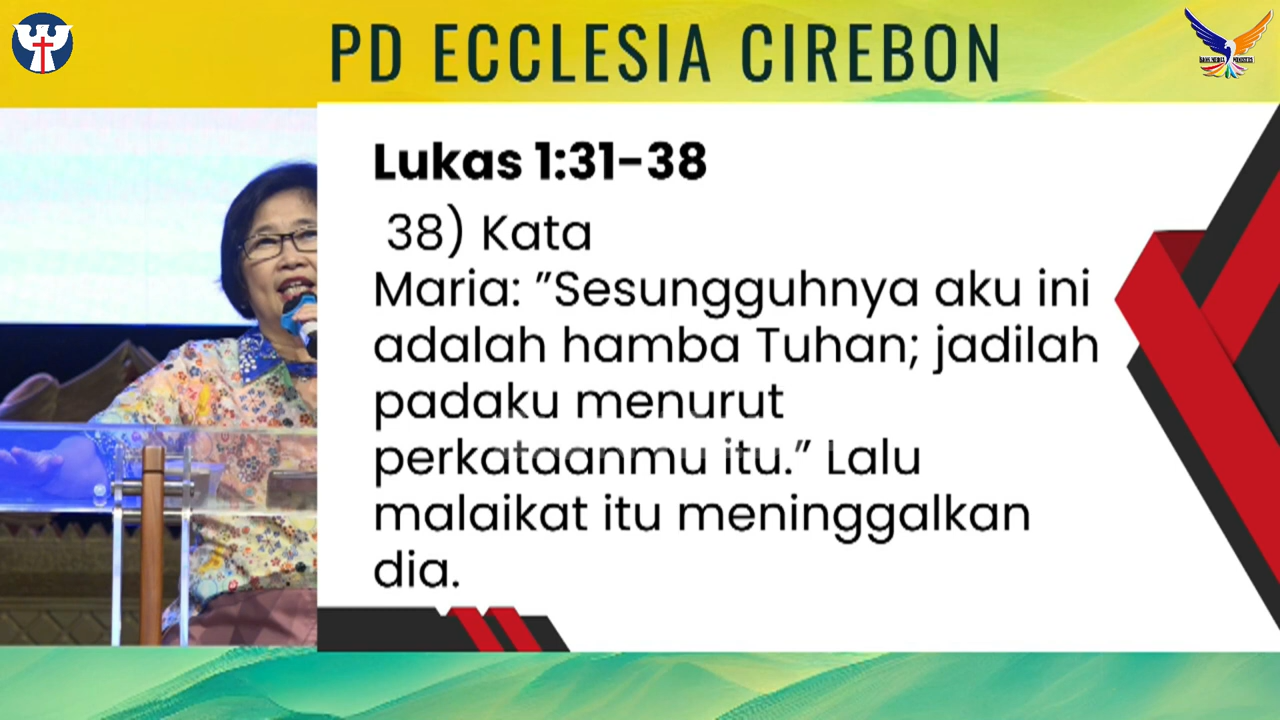 PD ECCLESIA CIREBON
Lukas 1:31-38
38) Kata
Maria: ”Sesungguhnya aku ini
adalah hamba Tuhan; jadilah
padaku menurut
perkataanmu itu.” Lalu
malaikat itu meninggalkan
dia.